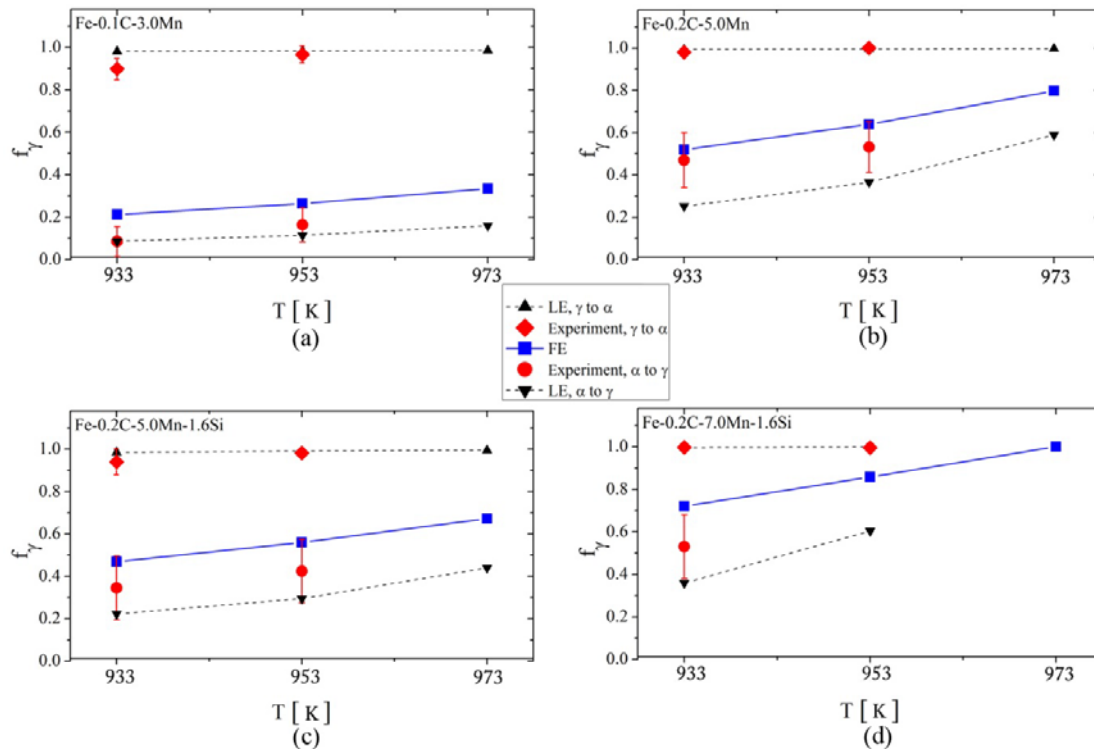 Fe-0.1C-3.0Mn
1.0
0.8
0.6
0.4
0.2
0.0
fγ
933
953
973
T [ K ]
(a)
Fe-0.2C-5.0Mn
1.0
0.8
0.6
0.4
0.2
0.0
fγ
933
953
973
T [ K ]
(b)
LE, γ to α
Experiment, γ to α
FE
Experiment, α to γ
LE, α to γ
Fe-0.2C-5.0Mn-1.6Si
1.0
0.8
0.6
0.4
0.2
0.0
fγ
933
953
973
T [ K ]
(c)
Fe-0.2C-7.0Mn-1.6Si
1.0
0.8
0.6
0.4
0.2
0.0
fγ
933
953
973
T [ K ]
(d)